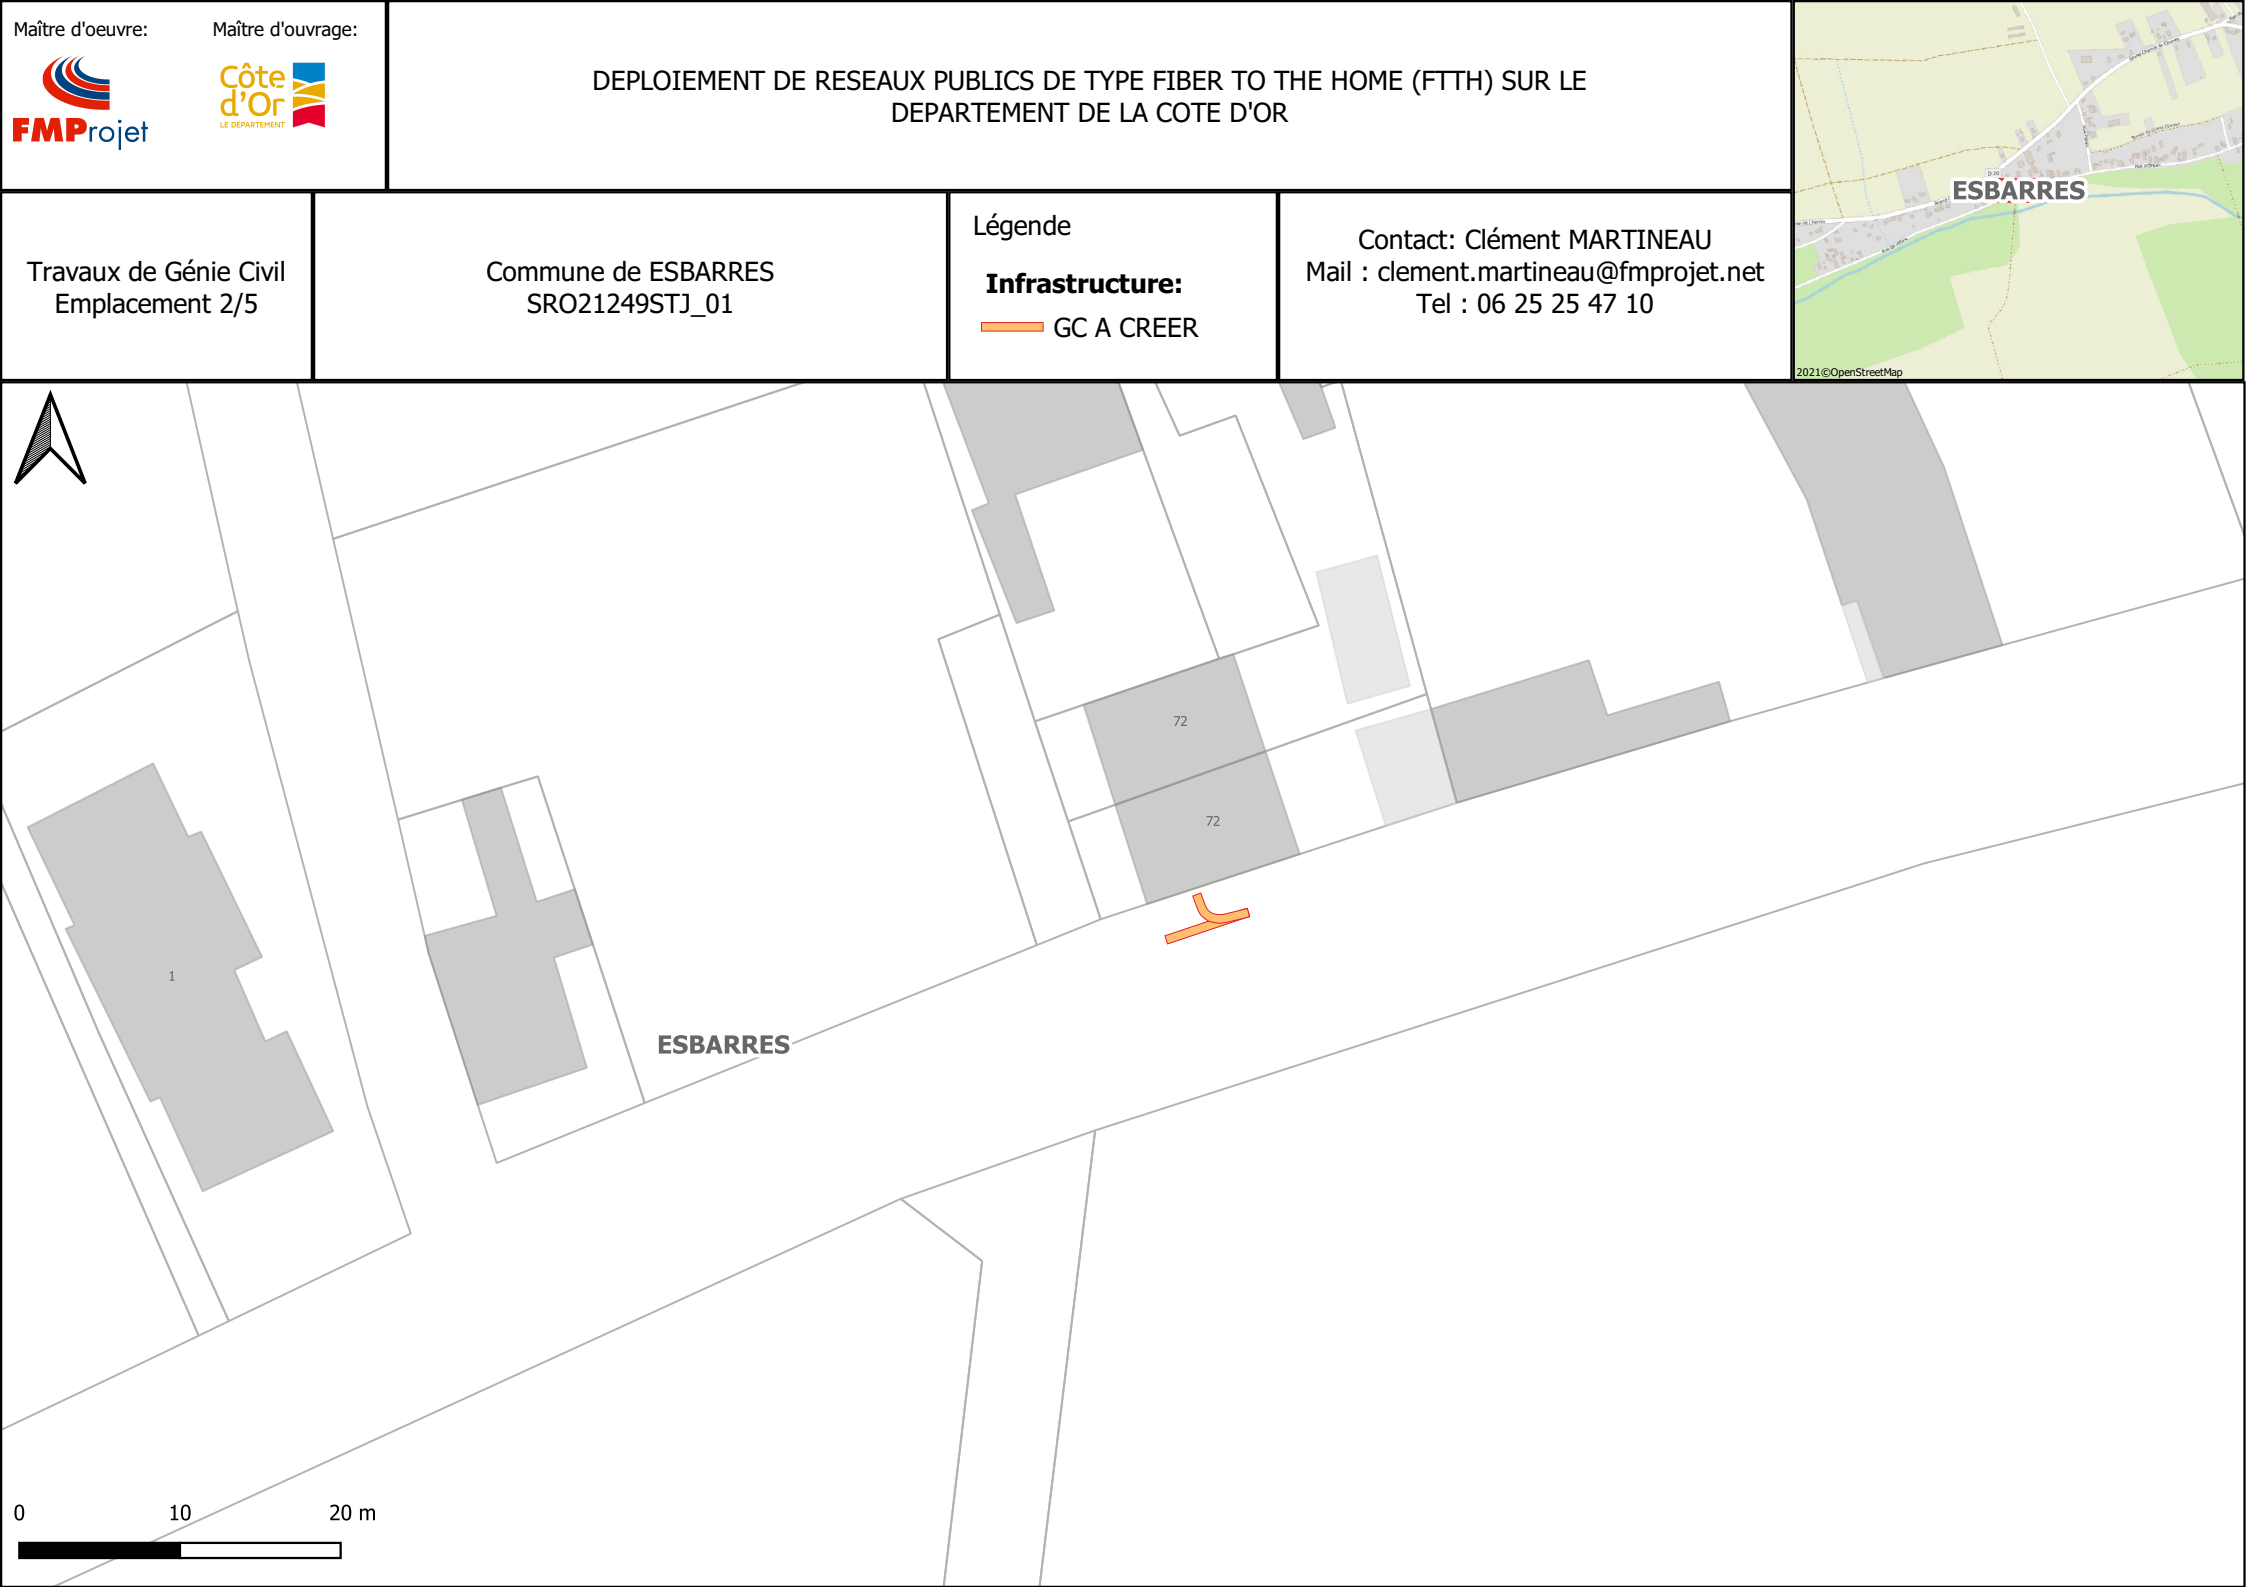 Maître d'oeuvre:
Maître d'ouvrage:
FMProjet
Côte
d'Or
LE DÉPARTEMENT
DEPLOIEMENT DE RESEAUX PUBLICS DE TYPE FIBER TO THE HOME (FTTH) SUR LE
DEPARTEMENT DE LA COTE D'OR
Travaux de Génie Civil
Emplacement 2/5
Commune de ESBARRES
SRO21249STJ_01
Légende
Infrastructure:
GC A CREER
Contact: Clément MARTINEAU
Mail : clement.martineau@fmprojet.net
Tel : 06 25 25 47 10
D 20
ESBARRES
2021©OpenStreetMap
72
72
1
ESBARRES
0 10 20 m